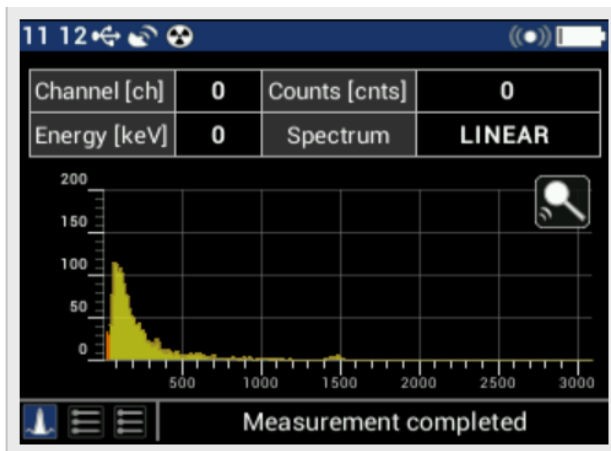 11 12
Channel [ch] 0 Counts [cnts] 0
Energy [keV] 0 Spectrum LINEAR
200
150
100
50
0
500 1000 1500 2000 2500 3000
Measurement completed